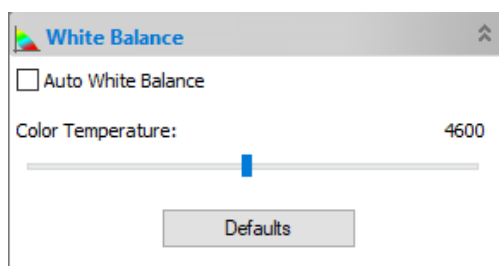 White Balance
Auto White Balance
Color Temperature: 4600
Defaults